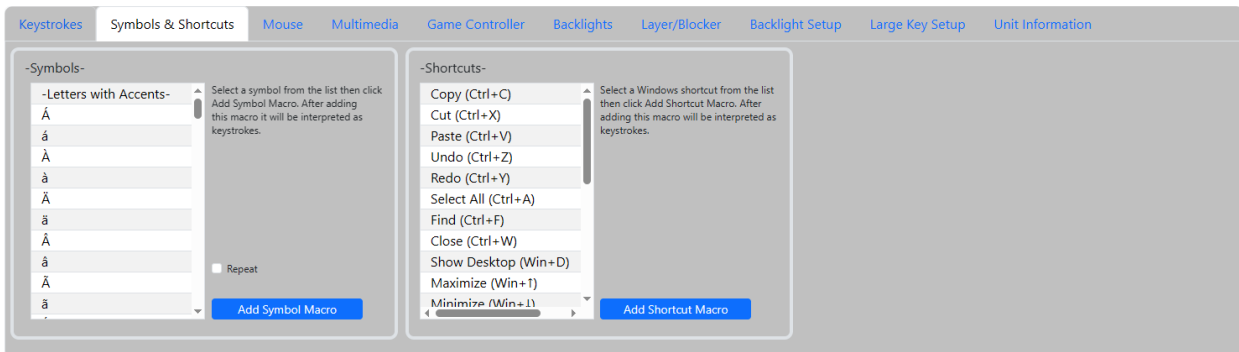 Keystrokes Symbols & Shortcuts Mouse Multimedia Game Controller Backlights Layer/Blocker Backlight Setup Large Key Setup Unit Information
-Symbols-
-Letters with Accents-
Á
á
À
à
Ä
ä
Â
â
Ã
ã
Select a symbol from the list then click
Add Symbol Macro. After adding
this macro it will be interpreted as
keystrokes.
Repeat
Add Symbol Macro
-Shortcuts-
Copy (Ctrl+C)
Cut (Ctrl+X)
Paste (Ctrl+V)
Undo (Ctrl+Z)
Redo (Ctrl+Y)
Select All (Ctrl+A)
Find (Ctrl+F)
Close (Ctrl+W)
Show Desktop (Win+D)
Maximize (Win+↑)
Minimize (Win+↓)
Select a Windows shortcut from the list
then click Add Shortcut Macro. After
adding this macro will be interpreted as
keystrokes.
Add Shortcut Macro